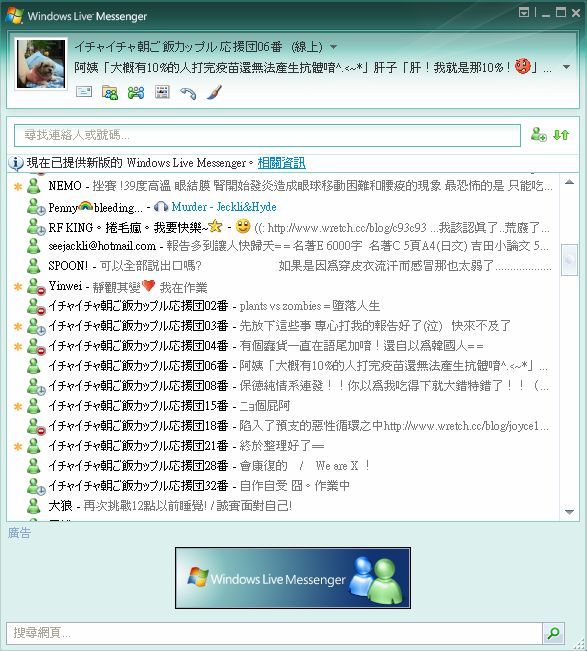 Windows Live Messenger
イチャイチャ朝ご飯カップル応援団06番 (線上)
阿姨「大概有10%的人打完疫苗還無法產生抗體唷^.<~*」肝子「肝！我就是那10%！ 」...
尋找連絡人或號碼...
現在已提供新版的 Windows Live Messenger。相關資訊
NEMO - 挫賽 !39度高溫 眼結膜 腎開始發炎造成眼球移動困難和腰痠的現象 最恐怖的是 只能吃...
Penny bleeding... - Murder - Jeckli&Hyde
RF KING。捲毛瘋。我要快樂~ - ((: http://www.wretch.cc/blog/c93c93 ...我該認真了..荒廢了...
seejackli@hotmail.com - 報告多到讓人快歸天== 名著E 6000字 名著C 5頁A4(日文) 吉田小論文 5...
SPOON! - 可以全部說出口嗎? 如果是因為穿皮衣流汗而感冒那也太弱了...................
Yinwei - 靜觀其變 我在作業
イチャイチャ朝ご飯カップル応援団02番 - plants vs zombies = 墮落人生
イチャイチャ朝ご飯カップル応援団03番 - 先放下這些事 專心打我的報告好了(泣) 快來不及了
イチャイチャ朝ご飯カップル応援団04番 - 有個蠢貨一直在語尾加唷！還自以為韓國人==
イチャイチャ朝ご飯カップル応援団06番 - 阿姨「大概有10%的人打完疫苗還無法產生抗體唷^.<~*」...
イチャイチャ朝ご飯カップル応援団08番 - 保德純情系連發！！你以為我吃得下就大錯特錯了！！（...
イチャイチャ朝ご飯カップル応援団15番 - ニョ個屁阿
イチャイチャ朝ご飯カップル応援団18番 - 陷入了預支的惡性循環之中http://www.wretch.cc/blog/joyce1...
イチャイチャ朝ご飯カップル応援団21番 - 終於整理好了==
イチャイチャ朝ご飯カップル応援団28番 - 會康復的 / We are X ！
イチャイチャ朝ご飯カップル応援団32番 - 自作自受 囧。作業中
大狼 - 再次挑戰12點以前睡覺! / 誠實面對自己!
廣告
Windows Live Messenger
搜尋網頁...